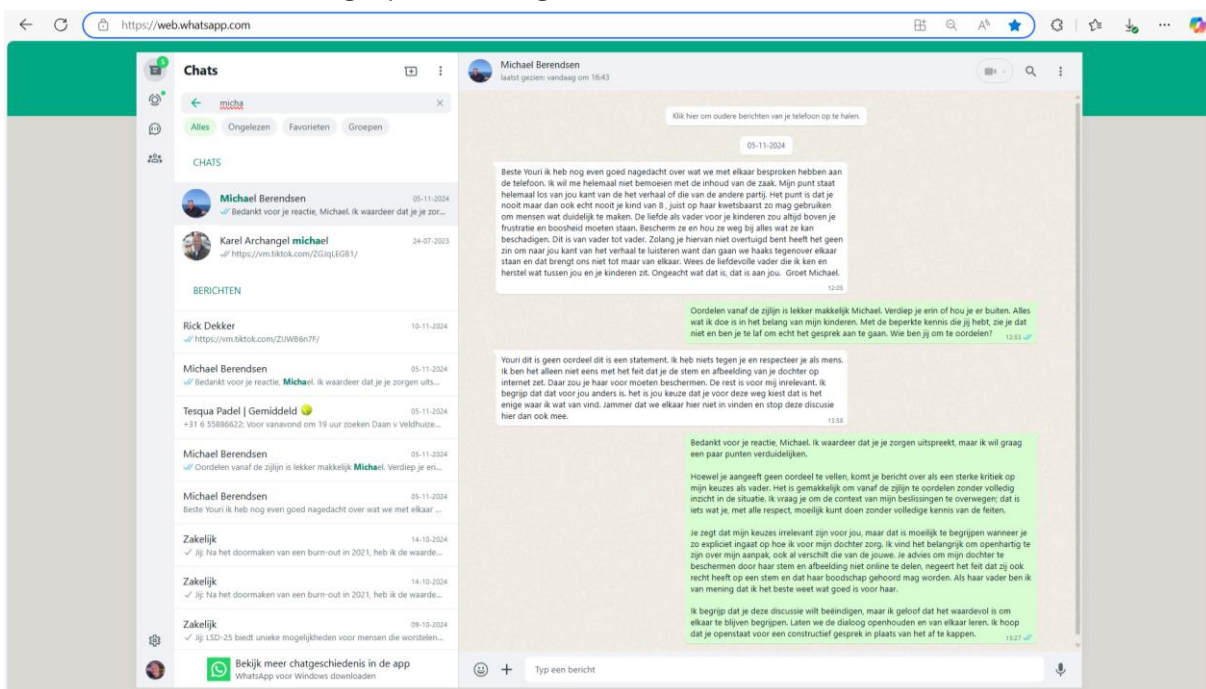 https://web.whatsapp.com
5
Chats
micha
Alles
Ongelezen
Favorieten
Groepen
CHATS
Michael Berendsen
05-11-2024
Bedankt voor je reactie, Michael. Ik waardeer dat je je zor...
Karel Archangel michael
24-07-2023
https://vm.tiktok.com/ZGJqLEGB1/
BERICHTEN
Rick Dekker
10-11-2024
https://vm.tiktok.com/ZUWB6n7F/
Michael Berendsen
05-11-2024
Bedankt voor je reactie, Michael. Ik waardeer dat je je zorgen uits...
Tesqua Padel | Gemiddeld
05-11-2024
+31 6 55886622: Voor vanavond om 19 uur zoeken Daan v Veldhuize...
Michael Berendsen
05-11-2024
Oordelen vanaf de zijlijn is lekker makkelijk Michael. Verdiep je eri...
Michael Berendsen
05-11-2024
Beste Youri ik heb nog even goed nagedacht over wat we met elkaar ...
Zakelijk
14-10-2024
Jij: Na het doormaken van een burn-out in 2021, heb ik de waarde...
Zakelijk
14-10-2024
Jij: Na het doormaken van een burn-out in 2021, heb ik de waarde...
Zakelijk
09-10-2024
Jij: LSD-25 biedt unieke mogelijkheden voor mensen die worstelen...
Bekijk meer chatgeschiedenis in de app
WhatsApp voor Windows downloaden
Michael Berendsen
laatst gezien: vandaag om 16:43
Klik hier om oudere berichten van je telefoon op te halen.
05-11-2024
Beste Youri ik heb nog even goed nagedacht over wat we met elkaar besproken hebben aan
de telefoon. Ik wil me helemaal niet bemoeien met de inhoud van de zaak. Mijn punt staat
helemaal los van jou kant van de het verhaal of die van de andere partij. Het punt is dat je
nooit maar dan ook echt nooit je kind van 8 , juist op haar kwetsbaarst zo mag gebruiken
om mensen wat duidelijk te maken. De liefde als vader voor je kinderen zou altijd boven je
frustratie en boosheid moeten staan. Bescherm ze en hou ze weg bij alles wat ze kan
beschadigen. Dit is van vader tot vader. Zolang je hiervan niet overtuigd bent heeft het geen
zin om naar jou kant van het verhaal te luisteren want dan gaan we haaks tegenover elkaar
staan en dat brengt ons niet tot maar van elkaar. Wees de liefdevolle vader die ik ken en
herstel wat tussen jou en je kinderen zit. Ongeacht wat dat is, dat is aan jou. Groet Michael.
12:05
Oordelen vanaf de zijlijn is lekker makkelijk Michael. Verdiep je erin of hou je er buiten. Alles
wat ik doe is in het belang van mijn kinderen. Met de beperkte kennis die jij hebt, zie je dat
niet en ben je te laf om echt het gesprek aan te gaan. Wie ben jij om te oordelen?
12:53
Youri dit is geen oordeel dit is een statement. Ik heb niets tegen je en respecteer je als mens.
Ik ben het alleen niet eens met het feit dat je de stem en afbeelding van je dochter op
internet zet. Daar zou je haar voor moeten beschermen. De rest is voor mij inrelevant. Ik
begrijp dat dat voor jou anders is. het is jou keuze dat je voor deze weg kiest dat is het
enige waar ik wat van vind. Jammer dat we elkaar hier niet in vinden en stop deze discusie
hier dan ook mee.
13:58
Bedankt voor je reactie, Michael. Ik waardeer dat je je zorgen uitspreekt, maar ik wil graag
een paar punten verduidelijken.
Hoewel je aangeeft geen oordeel te vellen, komt je bericht over als een sterke kritiek op
mijn keuzes als vader. Het is gemakkelijk om vanaf de zijlijn te oordelen zonder volledig
inzicht in de situatie. Ik vraag je om de context van mijn beslissingen te overwegen; dat is
iets wat je, met alle respect, moeilijk kunt doen zonder volledige kennis van de feiten.
Je zegt dat mijn keuzes irrelevant zijn voor jou, maar dat is moeilijk te begrijpen wanneer je
zo expliciet ingaat op hoe ik voor mijn dochter zorg. Ik vind het belangrijk om openhartig te
zijn over mijn aanpak, ook al verschilt die van de jouwe. Je advies om mijn dochter te
beschermen door haar stem en afbeelding niet online te delen, negeert het feit dat zij ook
recht heeft op een stem en dat haar boodschap gehoord mag worden. Als haar vader ben ik
van mening dat ik het beste weet wat goed is voor haar.
Ik begrijp dat je deze discussie wilt beëindigen, maar ik geloof dat het waardevol is om
elkaar te blijven begrijpen. Laten we de dialoog openhouden en van elkaar leren. Ik hoop
dat je openstaat voor een constructief gesprek in plaats van het af te kappen.
15:27
Typ een bericht